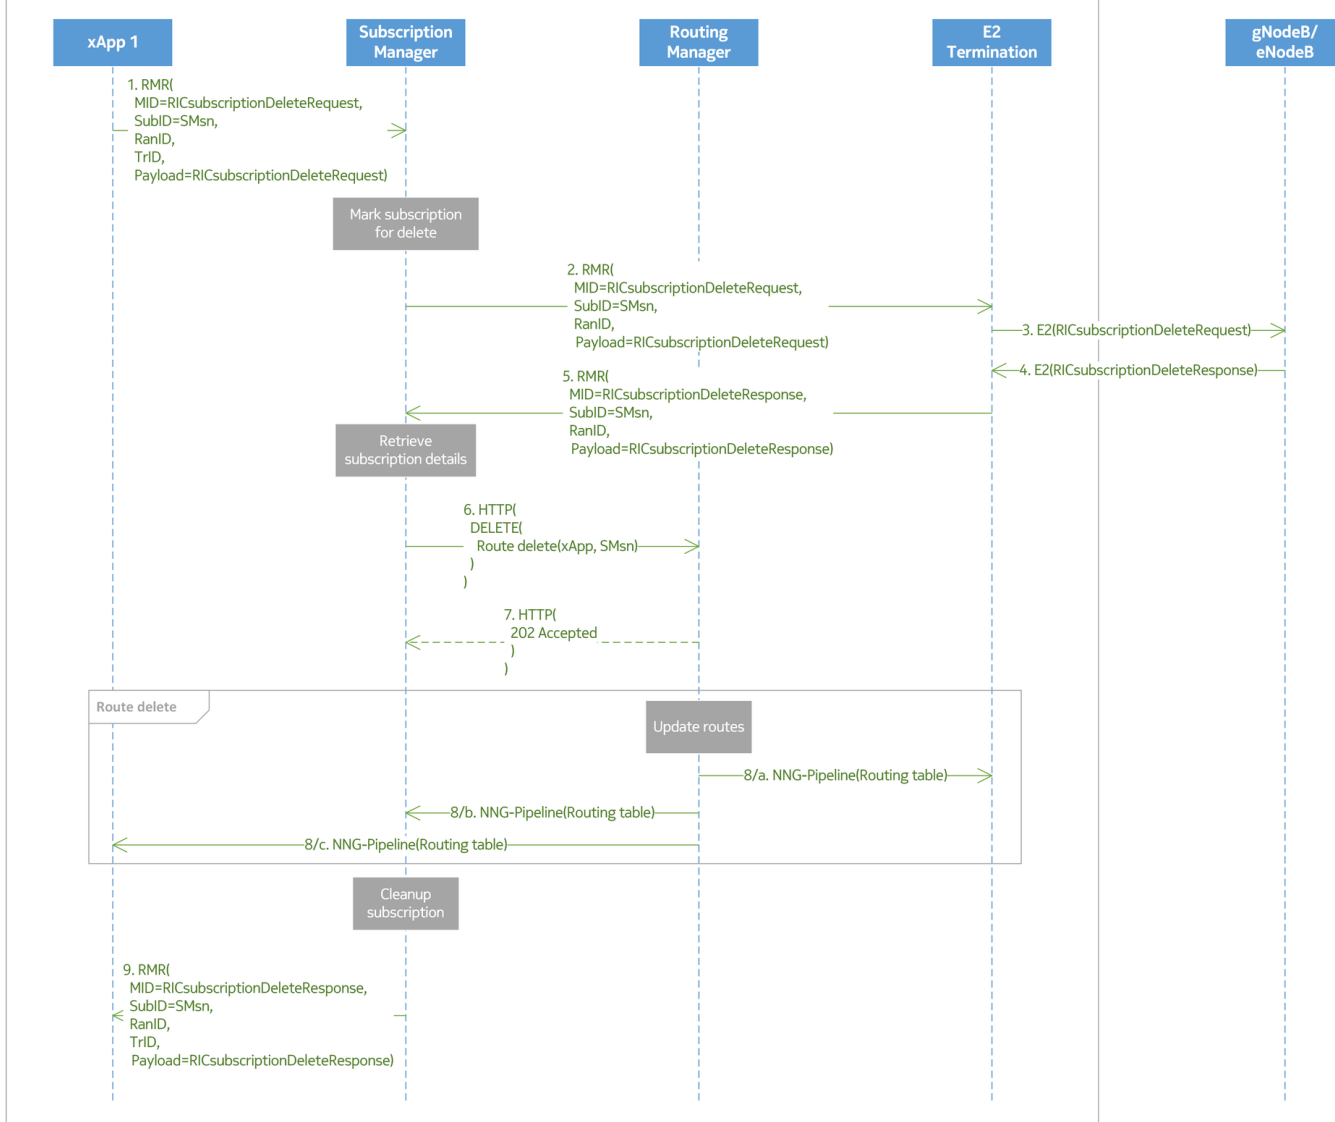 xApp 1
Subscription
Manager
Routing
Manager
E2
Termination
gNodeB/
eNodeB
1. RMR(
MID=RICsubscriptionDeleteRequest,
SubID=SMsn,
RanID,
TrID,
Payload=RICsubscriptionDeleteRequest)
Mark subscription
for delete
2. RMR(
MID=RICsubscriptionDeleteRequest,
SubID=SMsn,
RanID,
Payload=RICsubscriptionDeleteRequest)
3. E2(RICsubscriptionDeleteRequest)
4. E2(RICsubscriptionDeleteResponse)
5. RMR(
MID=RICsubscriptionDeleteResponse,
SubID=SMsn,
RanID,
Payload=RICsubscriptionDeleteResponse)
Retrieve
subscription details
6. HTTP(
DELETE(
Route delete(xApp, SMsn)
)
)
7. HTTP(
202 Accepted
)
)
Route delete
Update routes
8/a. NNG-Pipeline(Routing table)
8/b. NNG-Pipeline(Routing table)
8/c. NNG-Pipeline(Routing table)
Cleanup
subscription
9. RMR(
MID=RICsubscriptionDeleteResponse,
SubID=SMsn,
RanID,
TrID,
Payload=RICsubscriptionDeleteResponse)